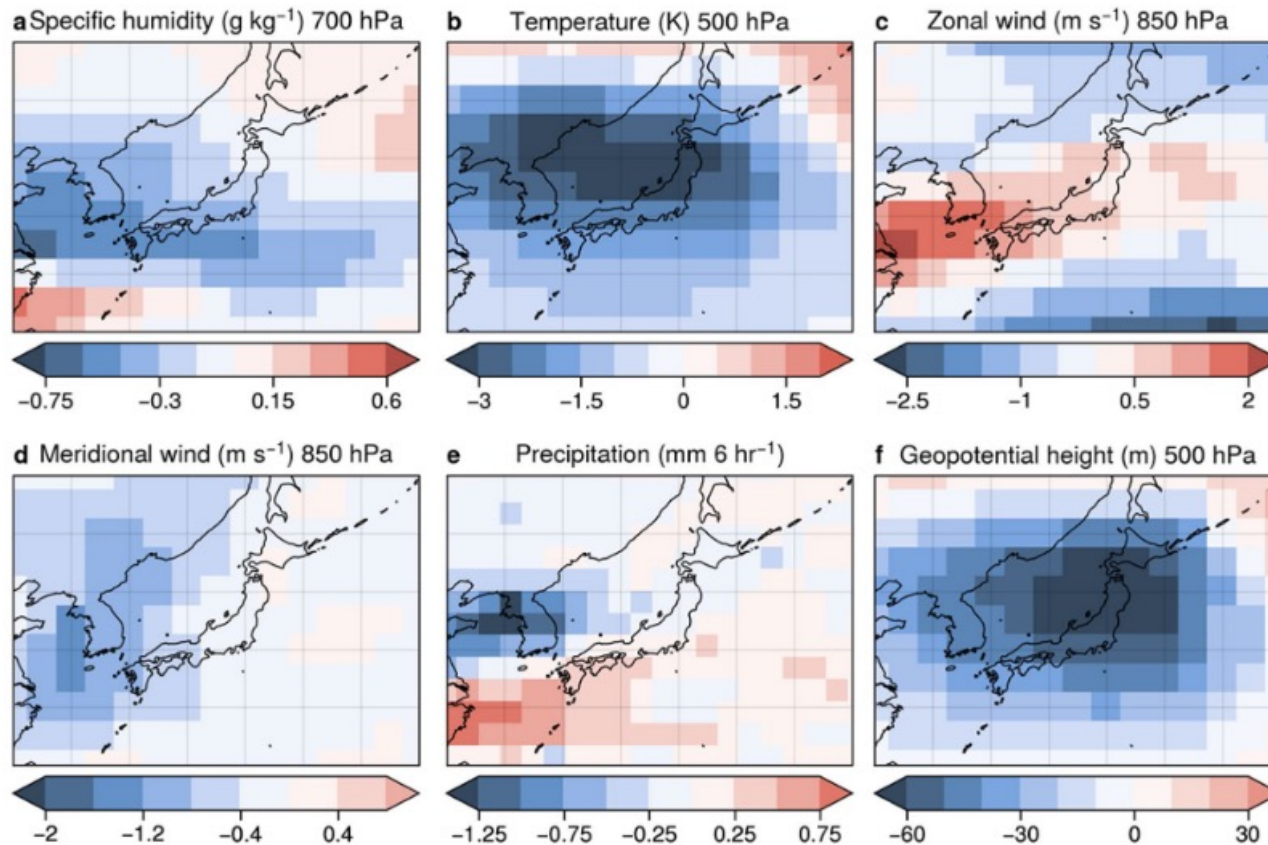 a Specific humidity (g kg⁻¹) 700 hPa
b Temperature (K) 500 hPa
c Zonal wind (m s⁻¹) 850 hPa
−0.75 −0.3 0.15 0.6
−3 −1.5 0 1.5
−2.5 −1 0.5 2
d Meridional wind (m s⁻¹) 850 hPa
e Precipitation (mm 6 hr⁻¹)
f Geopotential height (m) 500 hPa
−2 −1.2 −0.4 0.4
−1.25 −0.75 −0.25 0.25 0.75
−60 −30 0 30